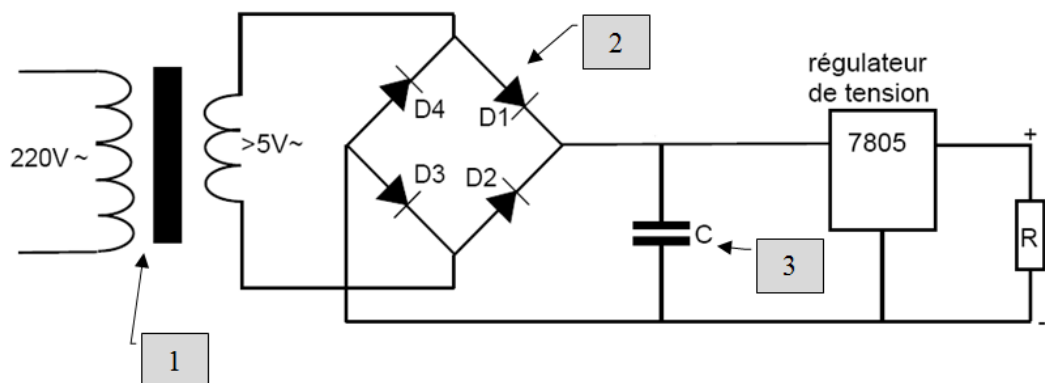 2
régulateur
de tension
D4
D1
7805
+
220V ~
>5V~
D3
D2
C
R
3
-
1